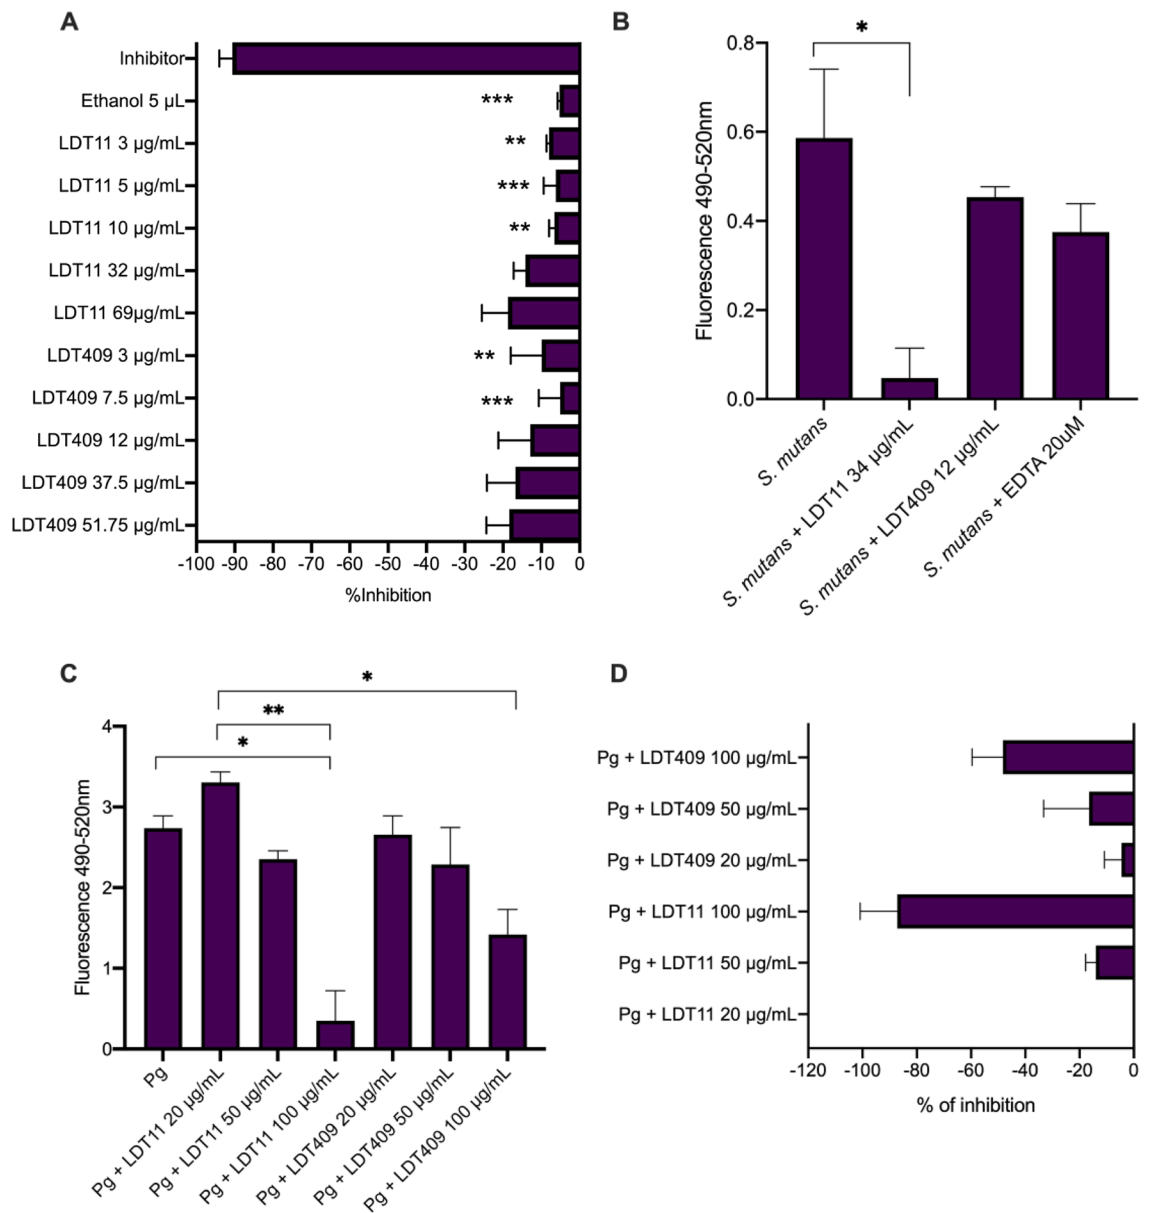 A
Inhibitor
Ethanol 5 µL
***
LDT11 3 µg/mL
**
LDT11 5 µg/mL
***
LDT11 10 µg/mL
**
LDT11 32 µg/mL
LDT11 69µg/mL
LDT409 3 µg/mL
**
LDT409 7.5 µg/mL
***
LDT409 12 µg/mL
LDT409 37.5 µg/mL
LDT409 51.75 µg/mL
-100 -90 -80 -70 -60 -50 -40 -30 -20 -10 0
%Inhibition
B
*
Fluorescence 490-520nm
0.8
0.6
0.4
0.2
0.0
S. mutans
S. mutans + LDT11 34 µg/mL
S. mutans + LDT409 12 µg/mL
S. mutans + EDTA 20uM
C
*
**
*
Fluorescence 490-520nm
4
3
2
1
0
Pg
Pg + LDT11 20 µg/mL
Pg + LDT11 50 µg/mL
Pg + LDT11 100 µg/mL
Pg + LDT409 20 µg/mL
Pg + LDT409 50 µg/mL
Pg + LDT409 100 µg/mL
D
Pg + LDT409 100 µg/mL
Pg + LDT409 50 µg/mL
Pg + LDT409 20 µg/mL
Pg + LDT11 100 µg/mL
Pg + LDT11 50 µg/mL
Pg + LDT11 20 µg/mL
-120 -100 -80 -60 -40 -20 0
% of inhibition